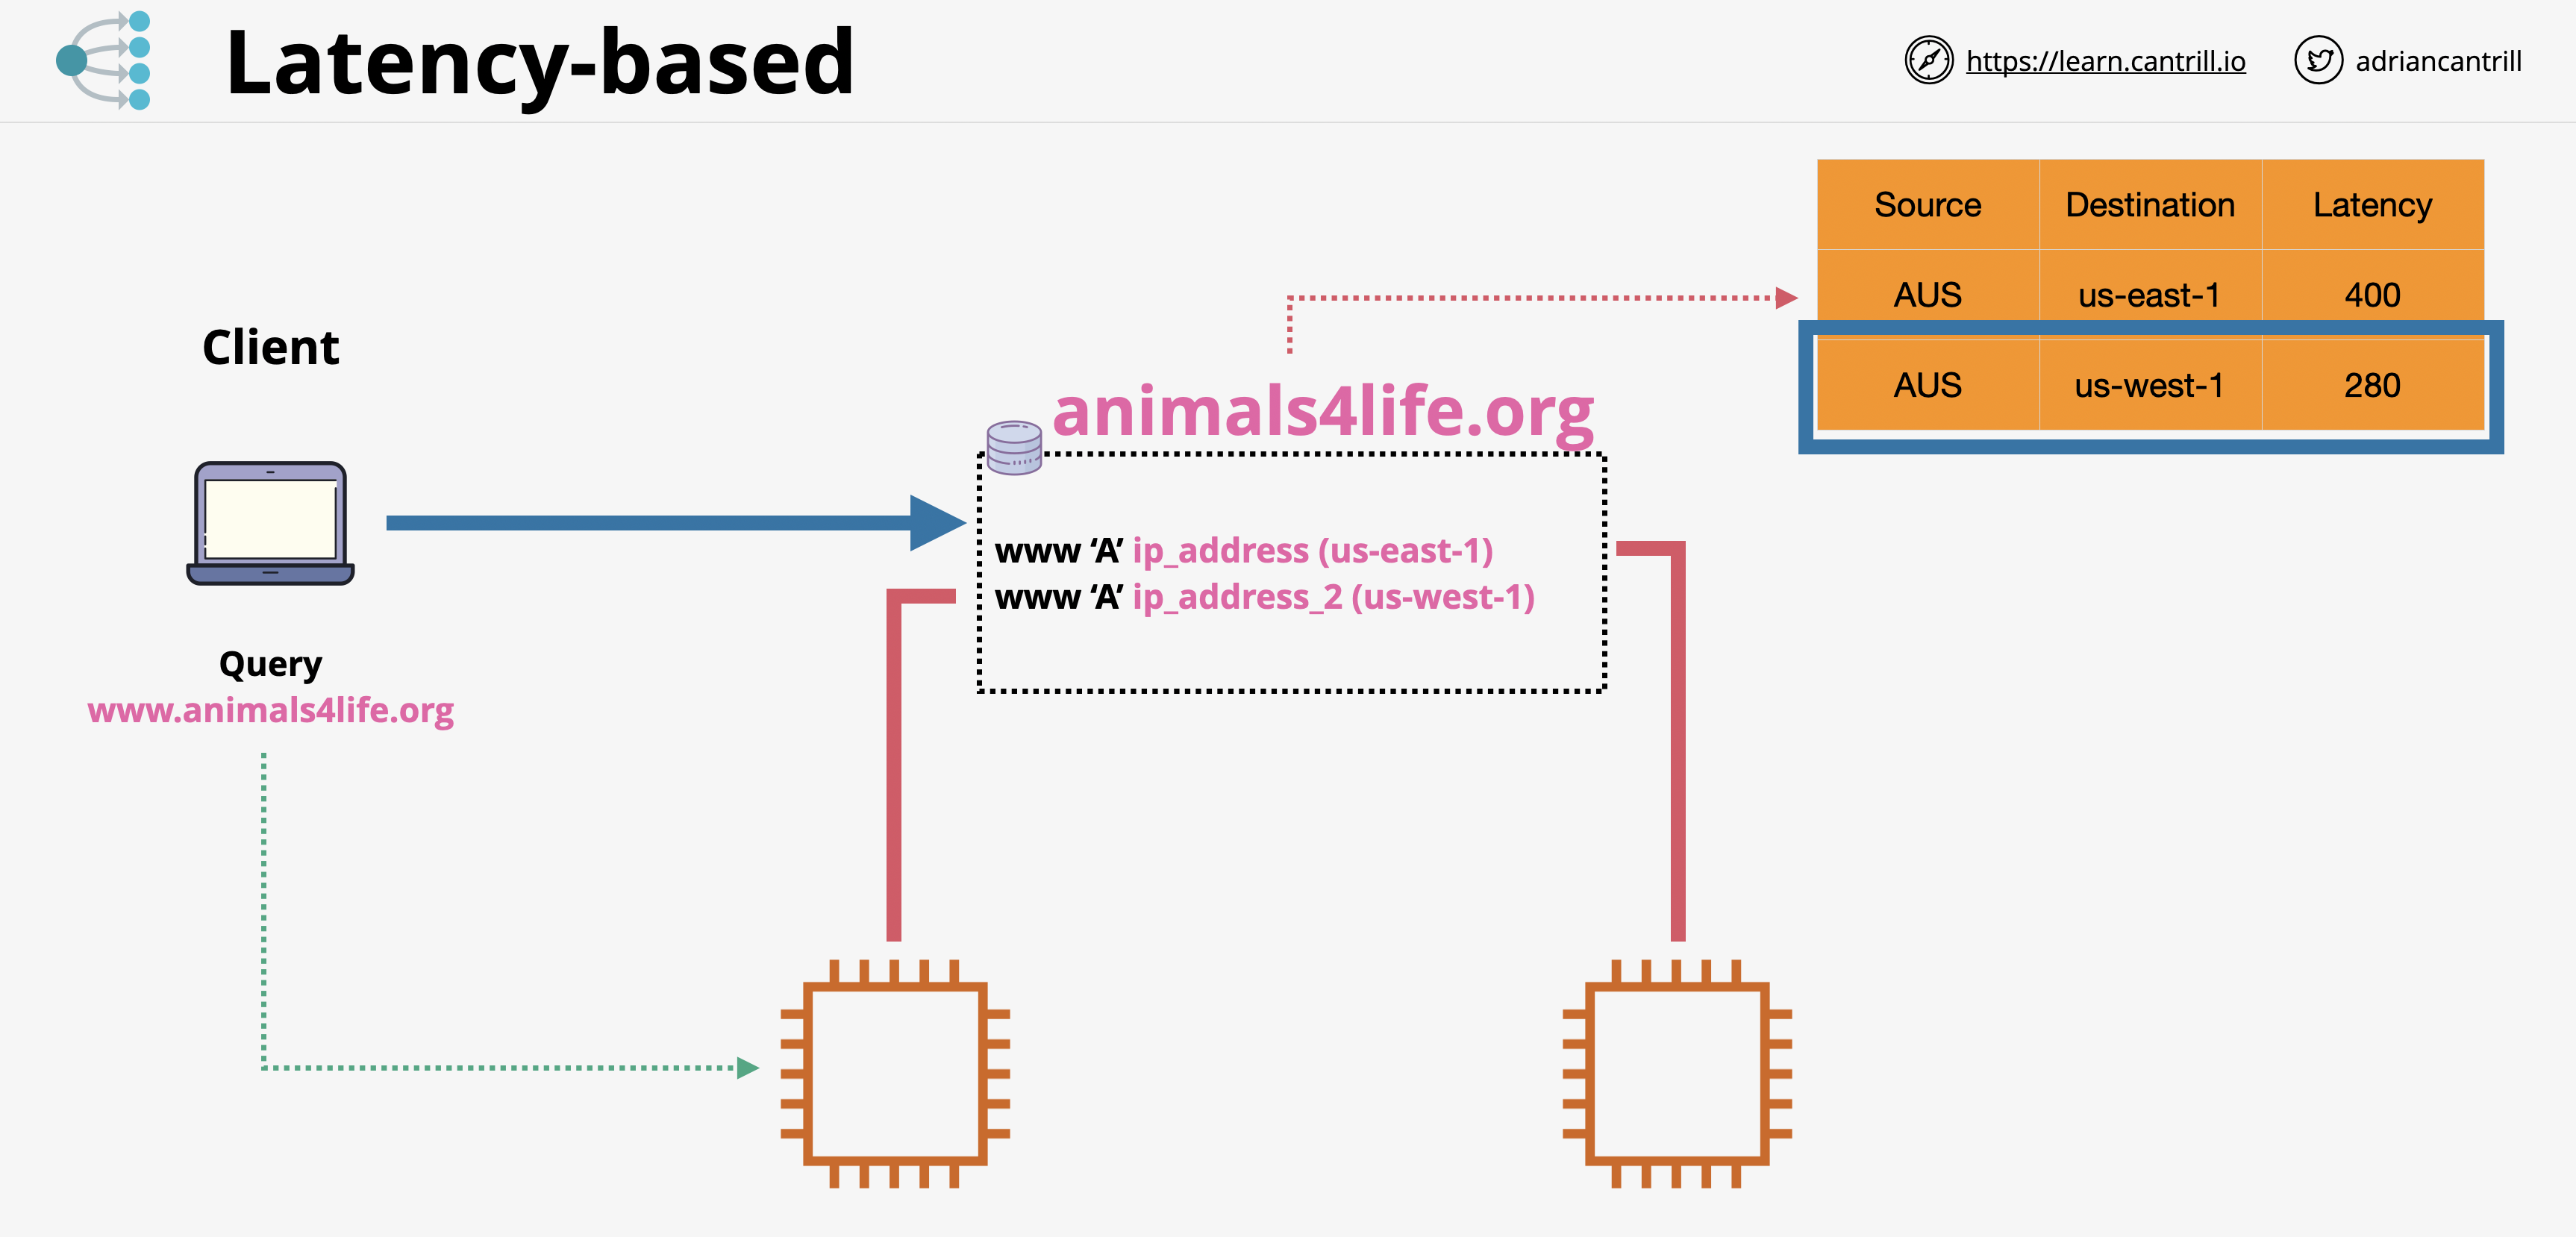 Latency-based
https://learn.cantrill.io
adriancantrill
Source Destination Latency
AUS us-east-1 400
AUS us-west-1 280
Client
animals4life.org
www ‘A’ ip_address (us-east-1)
www ‘A’ ip_address_2 (us-west-1)
Query
www.animals4life.org